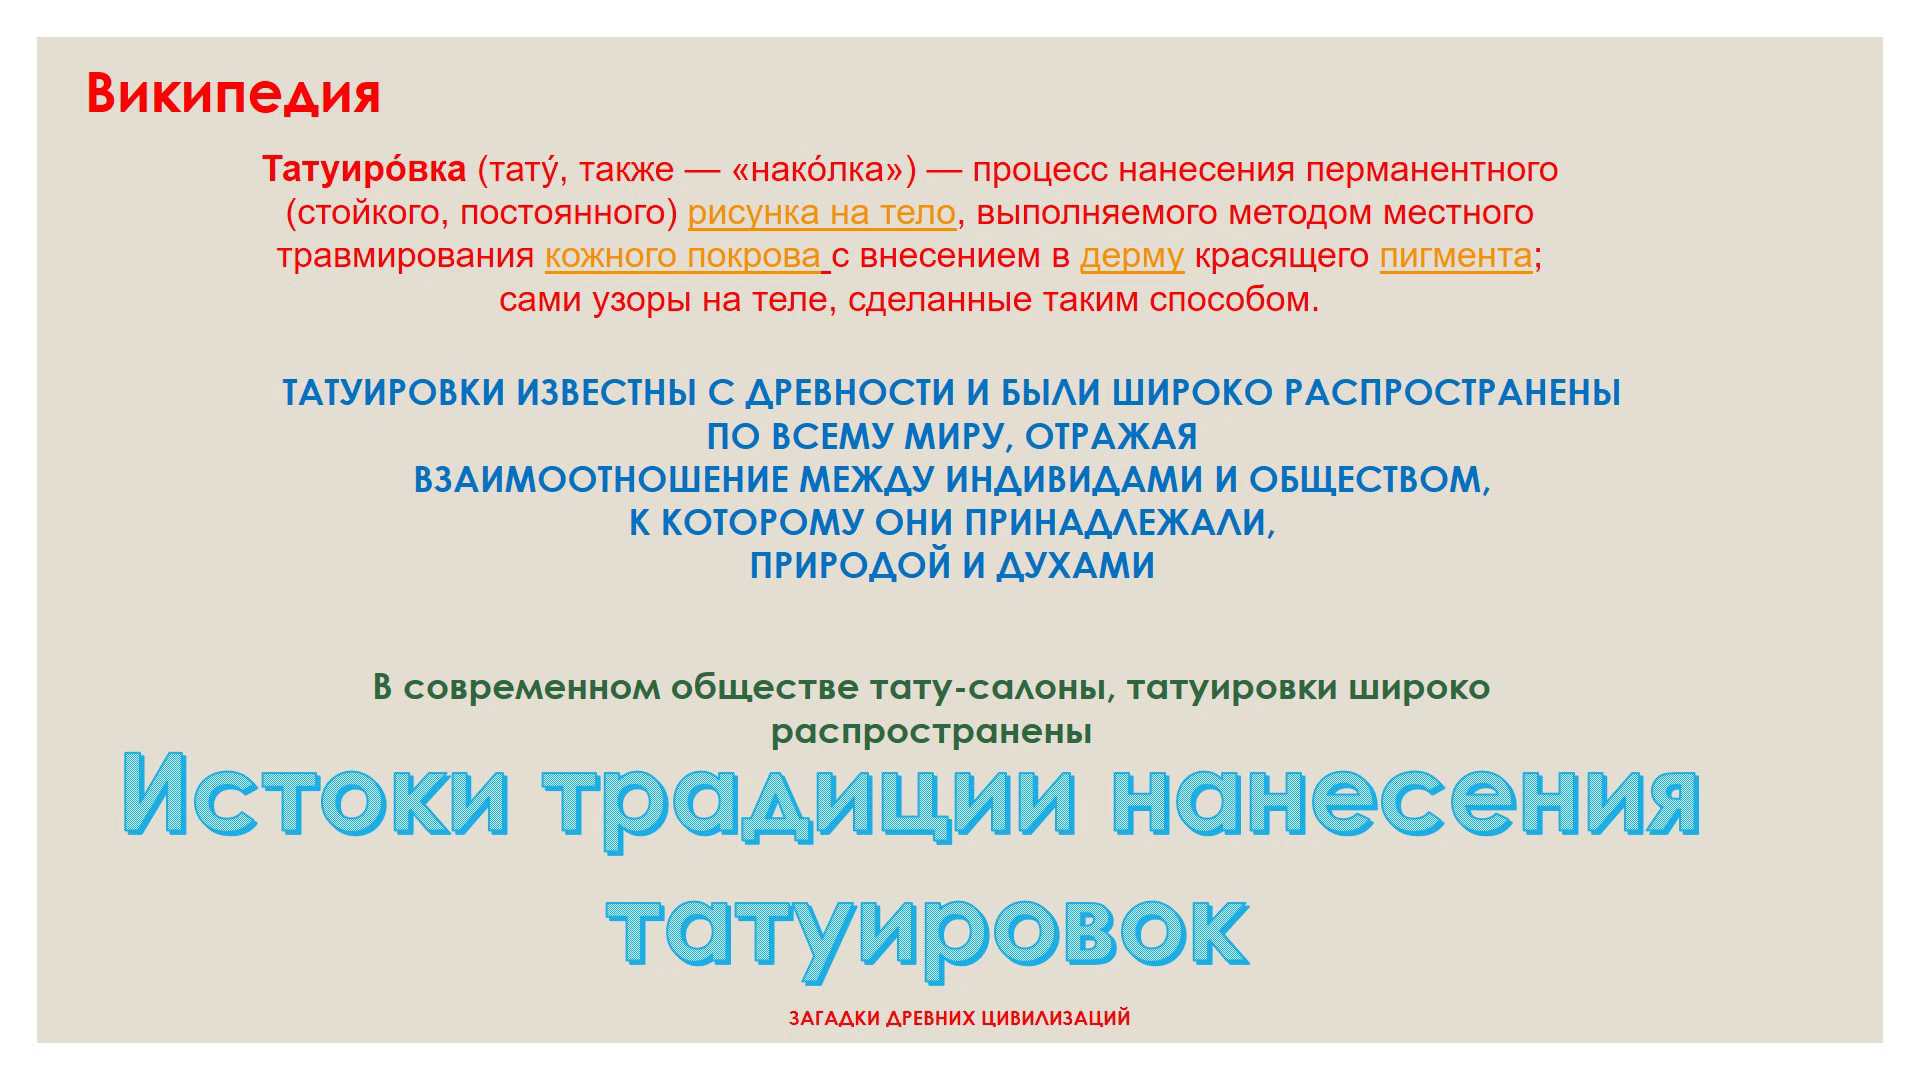 Википедия
Татуиро́вка (тату́, также — «нако́лка») — процесс нанесения перманентного
(стойкого, постоянного) рисунка на тело, выполняемого методом местного
травмирования кожного покрова с внесением в дерму красящего пигмента;
сами узоры на теле, сделанные таким способом.
ТАТУИРОВКИ ИЗВЕСТНЫ С ДРЕВНОСТИ И БЫЛИ ШИРОКО РАСПРОСТРАНЕНЫ
ПО ВСЕМУ МИРУ, ОТРАЖАЯ
ВЗАИМООТНОШЕНИЕ МЕЖДУ ИНДИВИДАМИ И ОБЩЕСТВОМ,
К КОТОРОМУ ОНИ ПРИНАДЛЕЖАЛИ,
ПРИРОДОЙ И ДУХАМИ
В современном обществе тату-салоны, татуировки широко
распространены
Истоки традиции нанесения
татуировок
ЗАГАДКИ ДРЕВНИХ ЦИВИЛИЗАЦИЙ